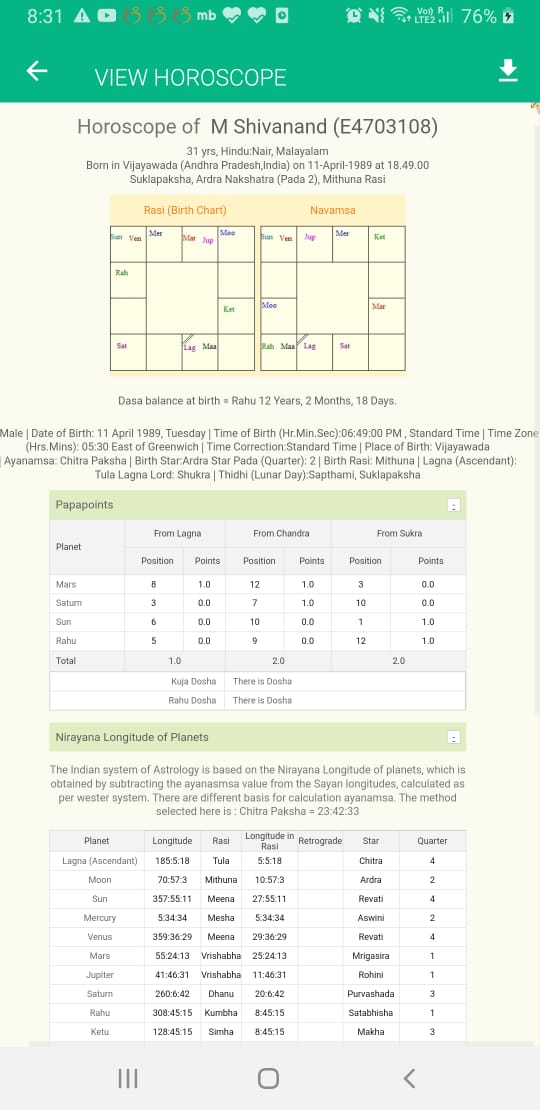 8:31 mb Vo)) R LTE2 76%
VIEW HOROSCOPE
Horoscope of M Shivanand (E4703108)
31 yrs, Hindu:Nair, Malayalam
Born in Vijayawada (Andhra Pradesh,India) on 11-April-1989 at 18.49.00
Suklapaksha, Ardra Nakshatra (Pada 2), Mithuna Rasi
Rasi (Birth Chart) Navamsa
Sun Ven Mer Mar Jup Moo Sun Ven Jup Mer Ket
Rah
Ket Moo Mar
Sat Lag Maa Rah Maa Lag Sat
Dasa balance at birth = Rahu 12 Years, 2 Months, 18 Days.
Male | Date of Birth: 11 April 1989, Tuesday | Time of Birth (Hr.Min.Sec):06:49:00 PM , Standard Time | Time Zone
(Hrs.Mins): 05:30 East of Greenwich | Time Correction:Standard Time | Place of Birth: Vijayawada
| Ayanamsa: Chitra Paksha | Birth Star:Ardra Star Pada (Quarter): 2 | Birth Rasi: Mithuna | Lagna (Ascendant):
Tula Lagna Lord: Shukra | Thidhi (Lunar Day):Sapthami, Suklapaksha
Papapoints -
Planet From Lagna From Chandra From Sukra
Position Points Position Points Position Points
Mars 8 1.0 12 1.0 3 0.0
Saturn 3 0.0 7 1.0 10 0.0
Sun 6 0.0 10 0.0 1 1.0
Rahu 5 0.0 9 0.0 12 1.0
Total 1.0 2.0 2.0
Kuja Dosha There is Dosha
Rahu Dosha There is Dosha
Nirayana Longitude of Planets -
The Indian system of Astrology is based on the Nirayana Longitude of planets, which is
obtained by subtracting the ayanasmsa value from the Sayan longitudes, calculated as
per wester system. There are different basis for calculation ayanamsa. The method
selected here is : Chitra Paksha = 23:42:33
Planet Longitude Rasi Longitude in Rasi Retrograde Star Quarter
Lagna (Ascendant) 185:5:18 Tula 5:5:18 Chitra 4
Moon 70:57:3 Mithuna 10:57:3 Ardra 2
Sun 357:55:11 Meena 27:55:11 Revati 4
Mercury 5:34:34 Mesha 5:34:34 Aswini 2
Venus 359:36:29 Meena 29:36:29 Revati 4
Mars 55:24:13 Vrishabha 25:24:13 Mrigasira 1
Jupiter 41:46:31 Vrishabha 11:46:31 Rohini 1
Saturn 260:6:42 Dhanu 20:6:42 Purvashada 3
Rahu 308:45:15 Kumbha 8:45:15 Satabhisha 1
Ketu 128:45:15 Simha 8:45:15 Makha 3